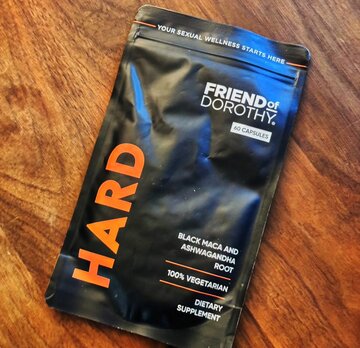 YOUR SEXUAL WELLNESS STARTS HERE
FRIEND of
DOROTHY®
60 CAPSULES
HARD
BLACK MACA AND
ASHWAGANDHA
ROOT
100% VEGETARIAN
DIETARY
SUPPLEMENT